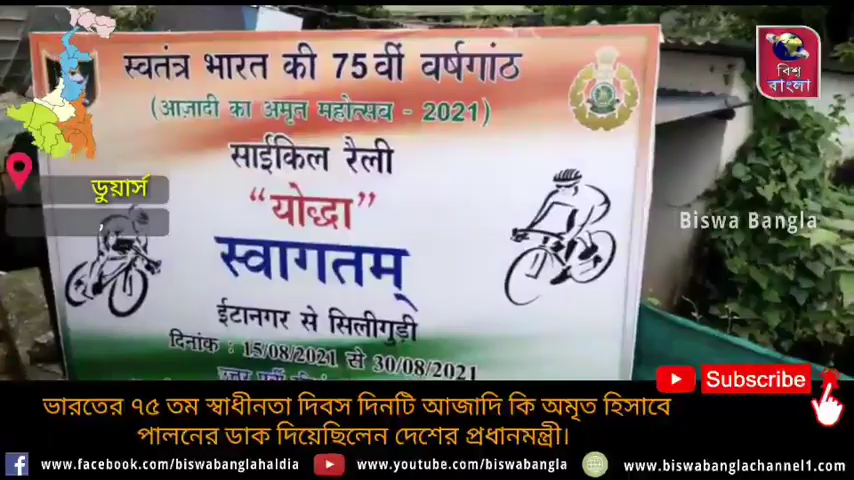 स्वतंत्र भारत की 75वीं वर्षगांठ
(आज़ादी का अमृत महोत्सव - 2021)
साईकिल रैली
"योद्धा"
स्वागतम्
ईटानगर से सिलीगुड़ी
दिनांक : 15/08/2021 से 30/08/2021
বিশ্ব
বাংলা
ডুয়ার্স
,
Biswa Bangla
Subscribe
ভারতের ৭৫ তম স্বাধীনতা দিবস দিনটি আজাদি কি অমৃত হিসাবে
পালনের ডাক দিয়েছিলেন দেশের প্রধানমন্ত্রী।
www.facebook.com/biswabanglahaldia www.youtube.com/biswabangla www.biswabanglachannel1.com